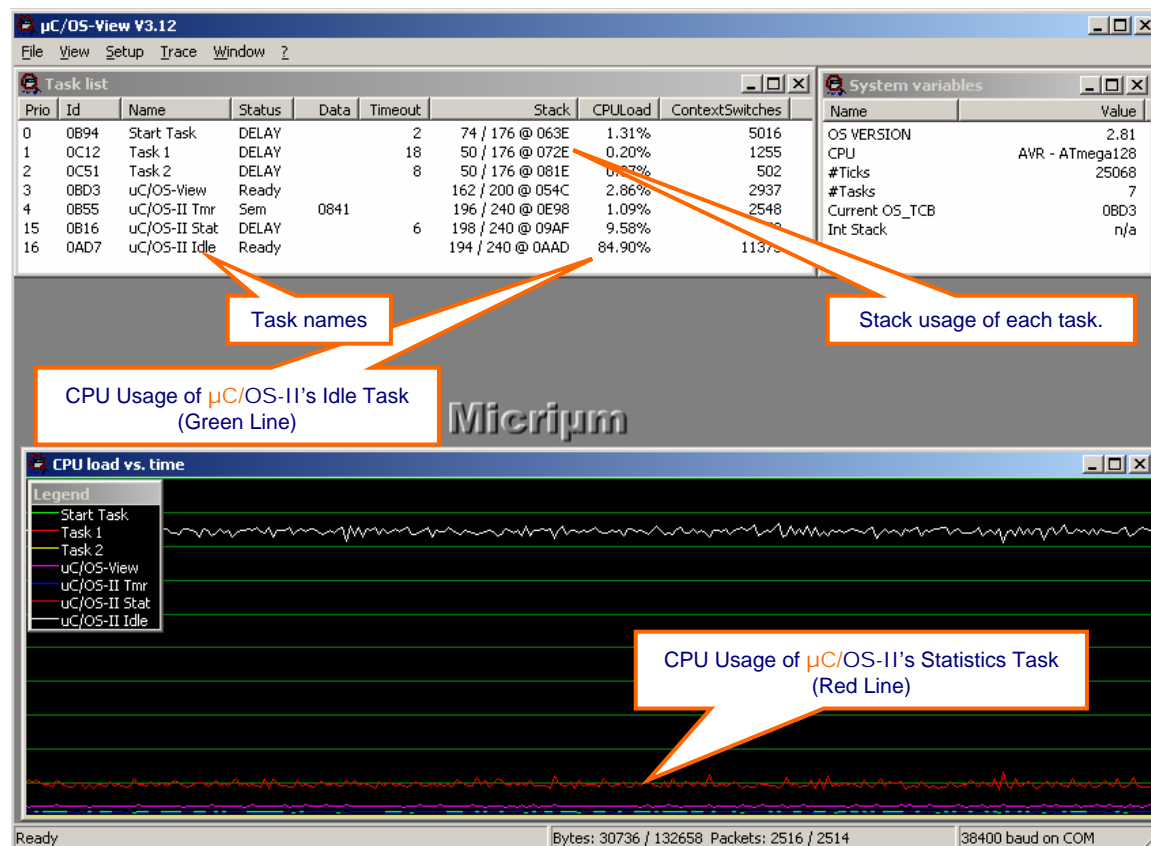 µC/OS-View V3.12
File View Setup Trace Window ?
Task list
Prio Id Name Status Data Timeout Stack CPULoad ContextSwitches
0 0B94 Start Task DELAY 2 74 / 176 @ 063E 1.31% 5016
1 0C12 Task 1 DELAY 18 50 / 176 @ 072E 0.20% 1255
2 0C51 Task 2 DELAY 8 50 / 176 @ 081E 502
3 0BD3 uC/OS-View Ready 162 / 200 @ 054C 2.86% 2937
4 0B55 uC/OS-II Tmr Sem 0841 196 / 240 @ 0E98 1.09% 2548
15 0B16 uC/OS-II Stat DELAY 6 198 / 240 @ 09AF 9.58%
16 0AD7 uC/OS-II Idle Ready 194 / 240 @ 0AAD 84.90%
System variables
Name Value
OS VERSION 2.81
CPU AVR - ATmega128
#Ticks 25068
#Tasks 7
Current OS_TCB 0BD3
Int Stack n/a
Task names
Stack usage of each task.
CPU Usage of µC/OS-II's Idle Task
(Green Line)
Micriµm
CPU load vs. time
Legend
Start Task
Task 1
Task 2
uC/OS-View
uC/OS-II Tmr
uC/OS-II Stat
uC/OS-II Idle
CPU Usage of µC/OS-II's Statistics Task
(Red Line)
Ready
Bytes: 30736 / 132658 Packets: 2516 / 2514
38400 baud on COM